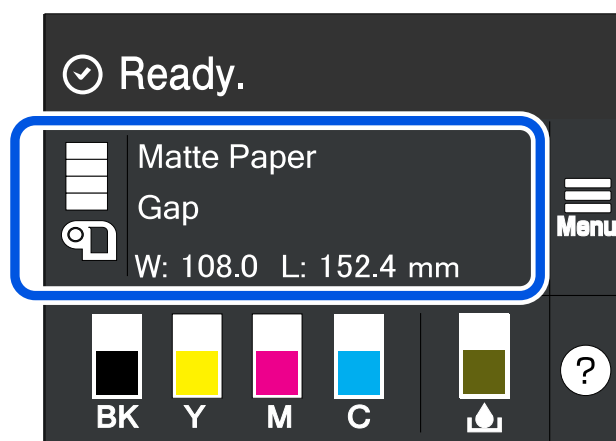 Ready.
Matte Paper
Gap
W: 108.0 L: 152.4 mm
Menu
BK Y M C
?